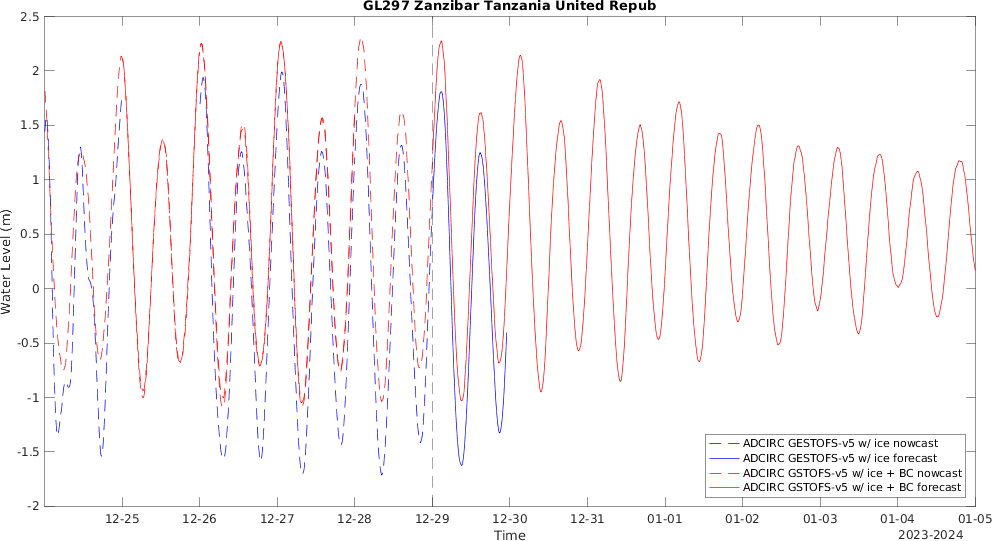 GL297 Zanzibar Tanzania United Repub
2.5
2
1.5
1
0.5
0
-0.5
-1
-1.5
-2
Water Level (m)
ADCIRC GESTOFS-v5 w/ ice nowcast
ADCIRC GESTOFS-v5 w/ ice forecast
ADCIRC GSTOFS-v5 w/ ice + BC nowcast
ADCIRC GSTOFS-v5 w/ ice + BC forecast
12-25 12-26 12-27 12-28 12-29 12-30 12-31 01-01 01-02 01-03 01-04 01-05
Time
2023-2024